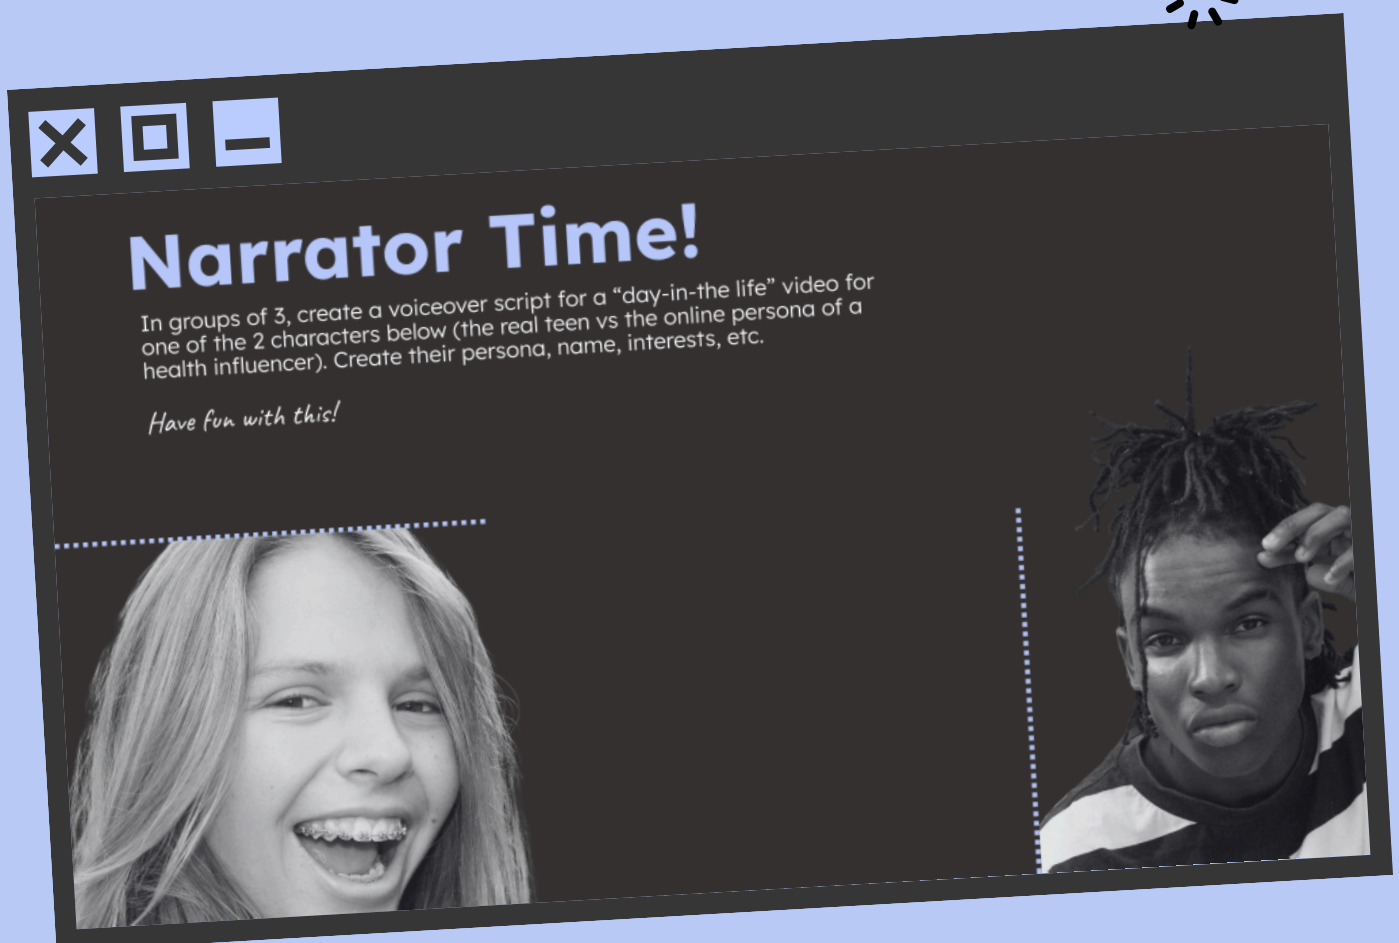 Narrator Time!
In groups of 3, create a voiceover script for a “day-in-the life” video for
one of the 2 characters below (the real teen vs the online persona of a
health influencer). Create their persona, name, interests, etc.
Have fun with this!